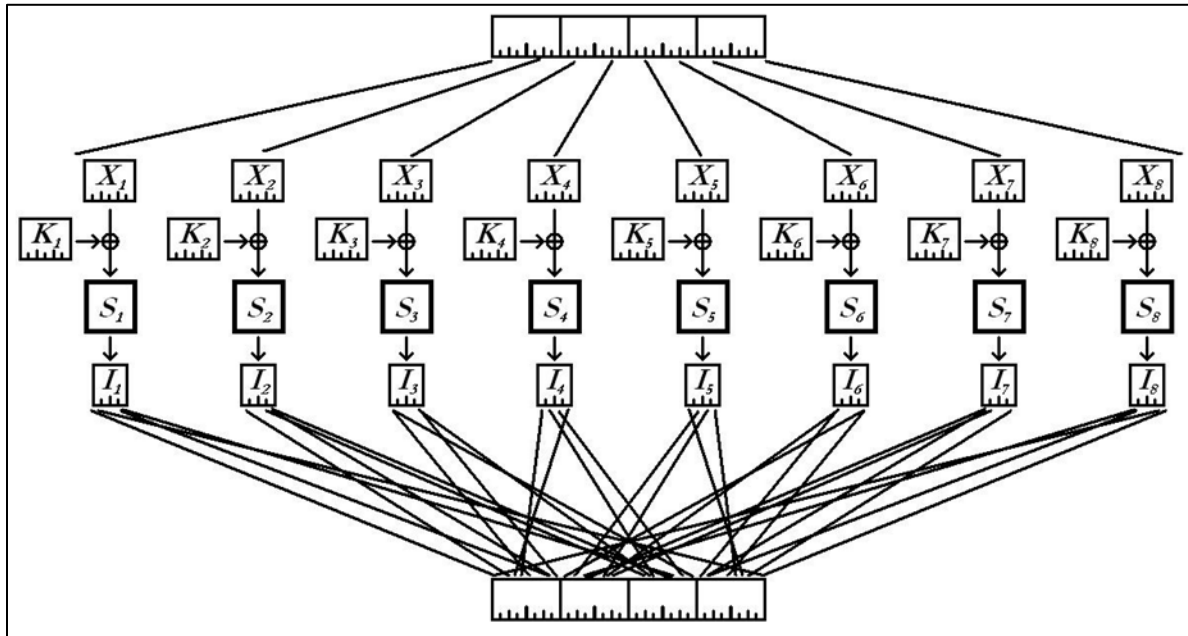 X₁ X₂ X₃ X₄ X₅ X₆ X₇ X₈
K₁ K₂ K₃ K₄ K₅ K₆ K₇ K₈
S₁ S₂ S₃ S₄ S₅ S₆ S₇ S₈
I₁ I₂ I₃ I₄ I₅ I₆ I₇ I₈